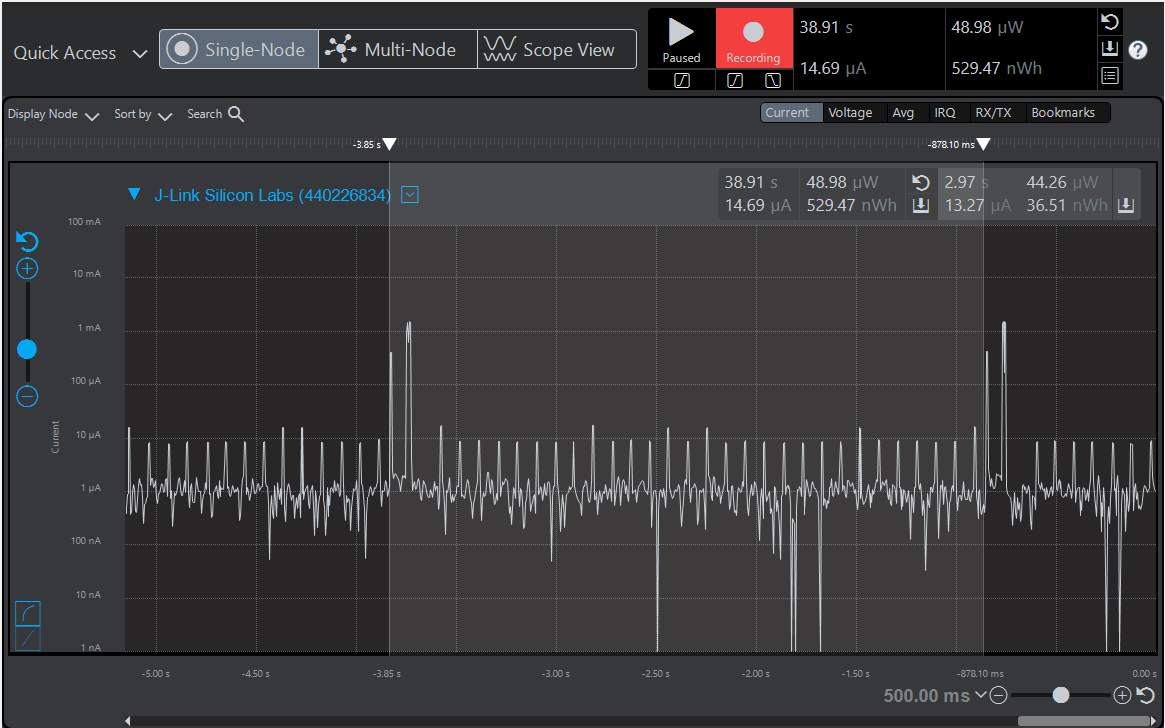 Quick Access
Single-Node
Multi-Node
Scope View
Paused
Recording
38.91 s
14.69 µA
48.98 µW
529.47 nWh
?
Display Node
Sort by
Search
Current
Voltage
Avg
IRQ
RX/TX
Bookmarks
-3.85 s
-878.10 ms
J-Link Silicon Labs (440226834)
38.91 s
48.98 µW
14.69 µA
529.47 nWh
2.97 s
44.26 µW
13.27 µA
36.51 nWh
100 mA
10 mA
1 mA
100 µA
10 µA
1 µA
100 nA
10 nA
1 nA
Current
-5.00 s
-4.50 s
-3.85 s
-3.00 s
-2.50 s
-2.00 s
-1.50 s
-878.10 ms
0.00 s
500.00 ms